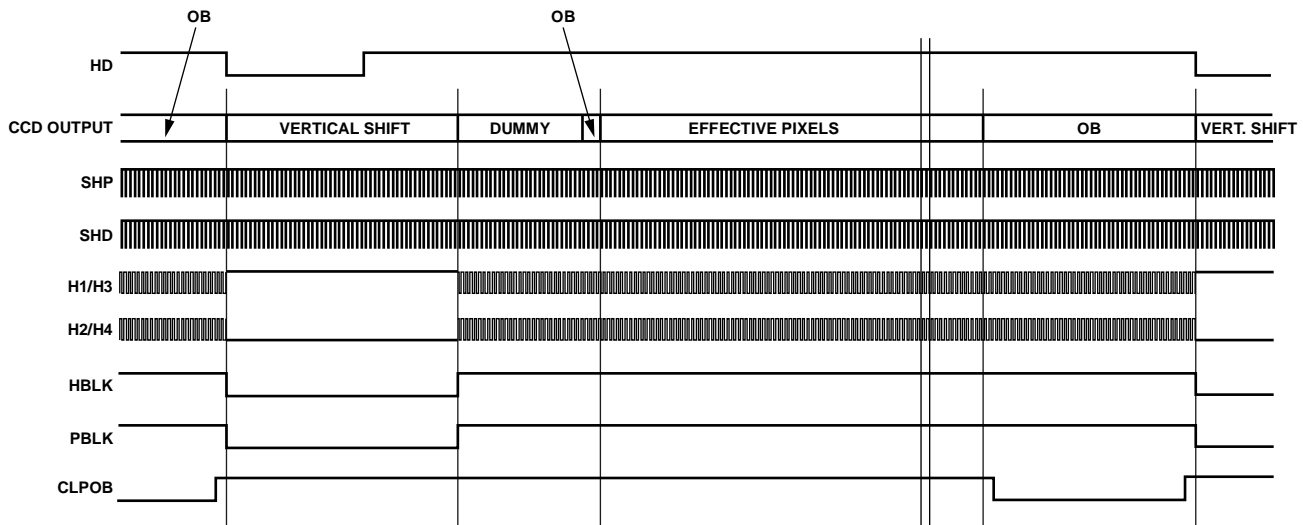 OB OB
HD
CCD OUTPUT VERTICAL SHIFT DUMMY EFFECTIVE PIXELS OB VERT. SHIFT
SHP
SHD
H1/H3
H2/H4
HBLK
PBLK
CLPOB